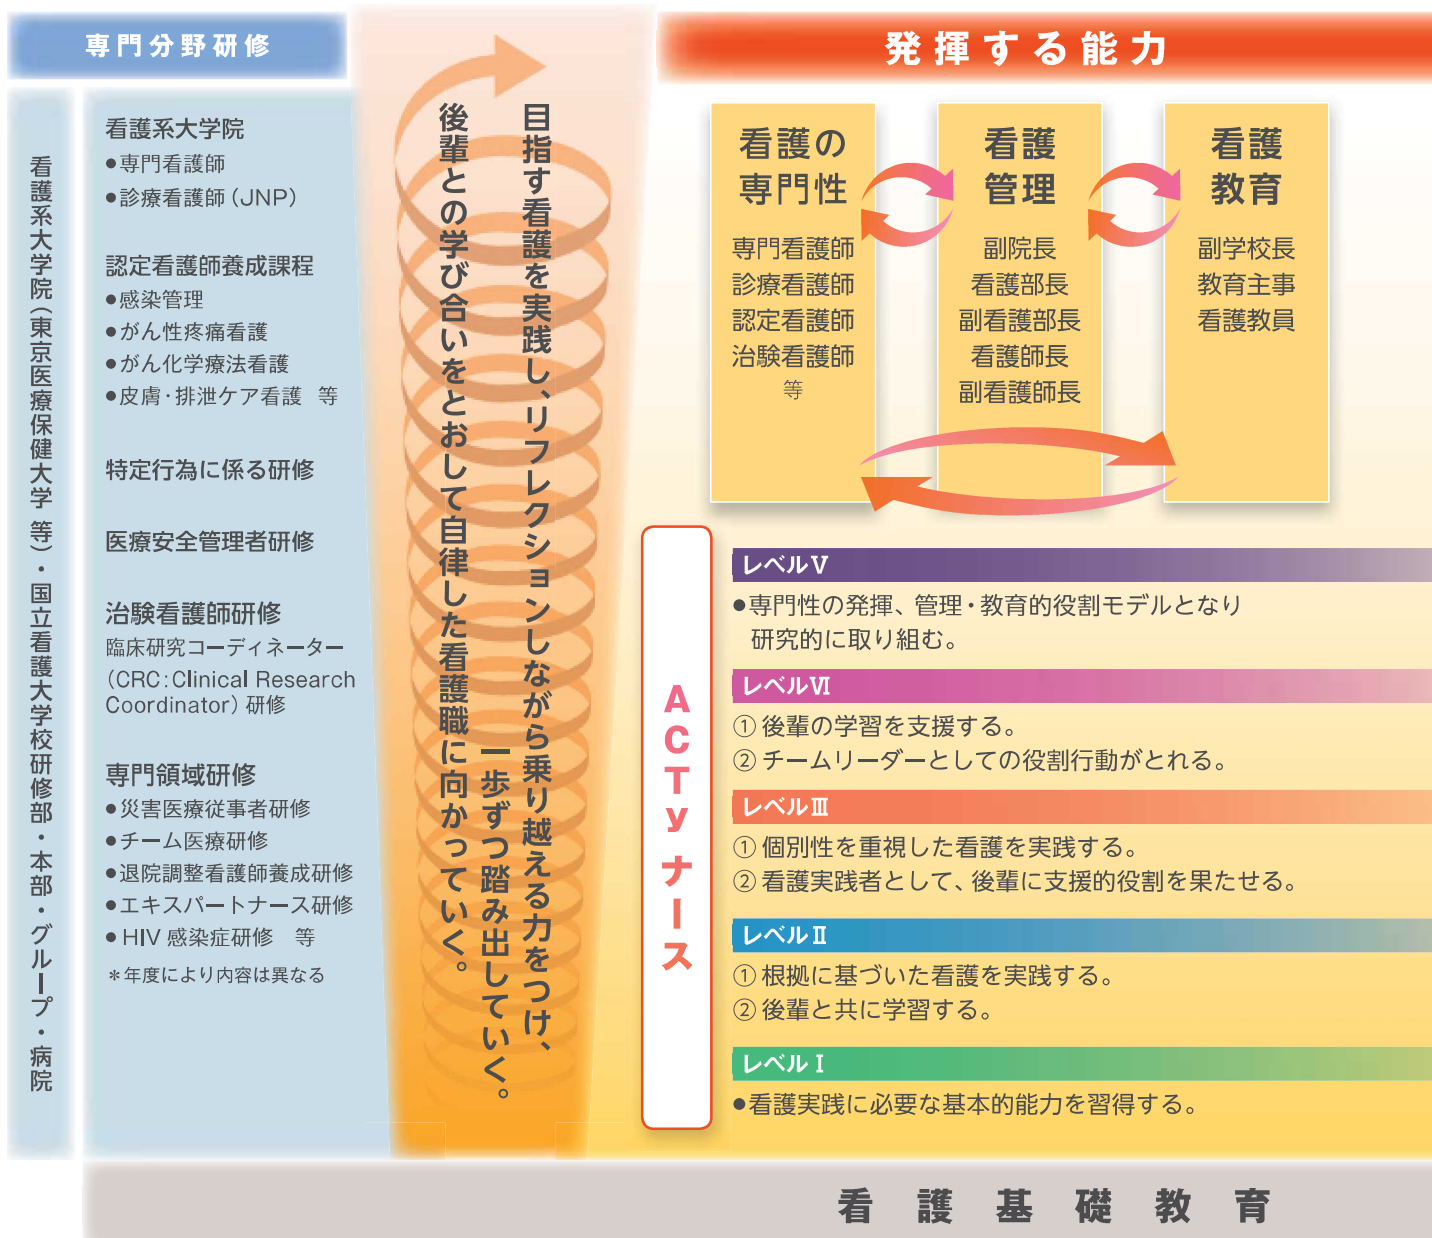 専門分野研修
発揮する能力
看護系大学院（東京医療保健大学 等）・国立看護大学校研修部・本部・グループ・病院
看護系大学院
●専門看護師
●診療看護師（JNP）
認定看護師養成課程
●感染管理
●がん性疼痛看護
●がん化学療法看護
●皮膚・排泄ケア看護 等
特定行為に係る研修
医療安全管理者研修
治験看護師研修
臨床研究コーディネーター
（CRC：Clinical Research
Coordinator）研修
専門領域研修
●災害医療従事者研修
●チーム医療研修
●退院調整看護師養成研修
●エキスパートナース研修
●HIV 感染症研修 等
＊年度により内容は異なる
目指す看護を実践し、リフレクションしながら乗り越える力をつけ、
一歩ずつ踏み出していく。
後輩との学び合いをとおして自律した看護職に向かっていく。
看護の
専門性
専門看護師
診療看護師
認定看護師
治験看護師
等
看護
管理
副院長
看護部長
副看護部長
看護師長
副看護師長
看護
教育
副学校長
教育主事
看護教員
ACTyナース
レベルⅤ
●専門性の発揮、管理・教育的役割モデルとなり
研究的に取り組む。
レベルⅥ
① 後輩の学習を支援する。
② チームリーダーとしての役割行動がとれる。
レベルⅢ
① 個別性を重視した看護を実践する。
② 看護実践者として、後輩に支援的役割を果たせる。
レベルⅡ
① 根拠に基づいた看護を実践する。
② 後輩と共に学習する。
レベルⅠ
●看護実践に必要な基本的能力を習得する。
看護基礎教育